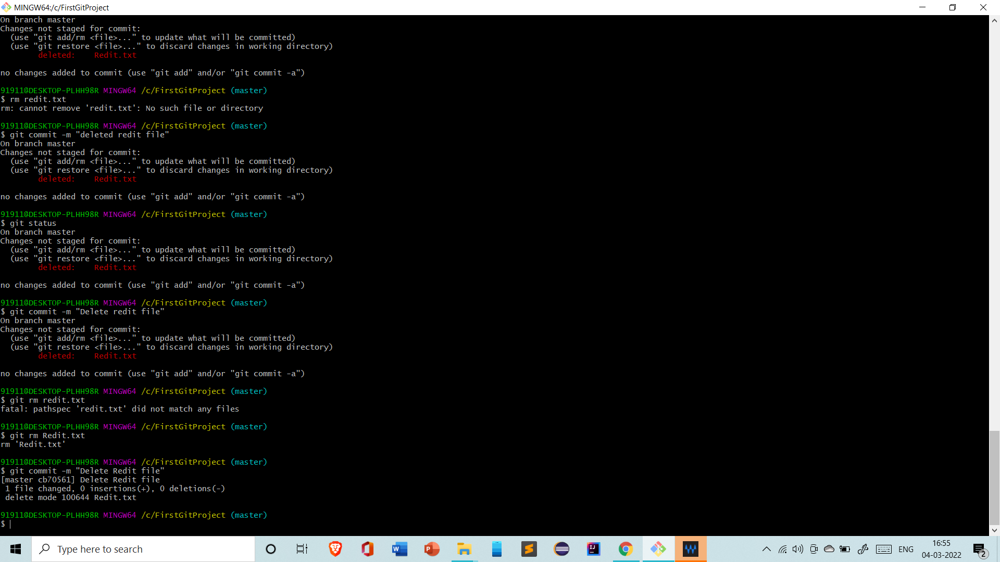 MINGW64:/c/FirstGitProject
On branch master
Changes not staged for commit:
  (use "git add/rm <file>..." to update what will be committed)
  (use "git restore <file>..." to discard changes in working directory)
        deleted:    Redit.txt

no changes added to commit (use "git add" and/or "git commit -a")

91911@DESKTOP-PLHH98R MINGW64 /c/FirstGitProject (master)
$ rm redit.txt
rm: cannot remove 'redit.txt': No such file or directory

91911@DESKTOP-PLHH98R MINGW64 /c/FirstGitProject (master)
$ git commit -m "deleted redit file"
On branch master
Changes not staged for commit:
  (use "git add/rm <file>..." to update what will be committed)
  (use "git restore <file>..." to discard changes in working directory)
        deleted:    Redit.txt

no changes added to commit (use "git add" and/or "git commit -a")

91911@DESKTOP-PLHH98R MINGW64 /c/FirstGitProject (master)
$ git status
On branch master
Changes not staged for commit:
  (use "git add/rm <file>..." to update what will be committed)
  (use "git restore <file>..." to discard changes in working directory)
        deleted:    Redit.txt

no changes added to commit (use "git add" and/or "git commit -a")

91911@DESKTOP-PLHH98R MINGW64 /c/FirstGitProject (master)
$ git commit -m "Delete redit file"
On branch master
Changes not staged for commit:
  (use "git add/rm <file>..." to update what will be committed)
  (use "git restore <file>..." to discard changes in working directory)
        deleted:    Redit.txt

no changes added to commit (use "git add" and/or "git commit -a")

91911@DESKTOP-PLHH98R MINGW64 /c/FirstGitProject (master)
$ git rm redit.txt
fatal: pathspec 'redit.txt' did not match any files

91911@DESKTOP-PLHH98R MINGW64 /c/FirstGitProject (master)
$ git rm Redit.txt
rm 'Redit.txt'

91911@DESKTOP-PLHH98R MINGW64 /c/FirstGitProject (master)
$ git commit -m "Delete Redit file"
[master cb70561] Delete Redit file
 1 file changed, 0 insertions(+), 0 deletions(-)
 delete mode 100644 Redit.txt

91911@DESKTOP-PLHH98R MINGW64 /c/FirstGitProject (master)
$
Type here to search
W
P
IJ
W
ENG
16:55
04-03-2022
2